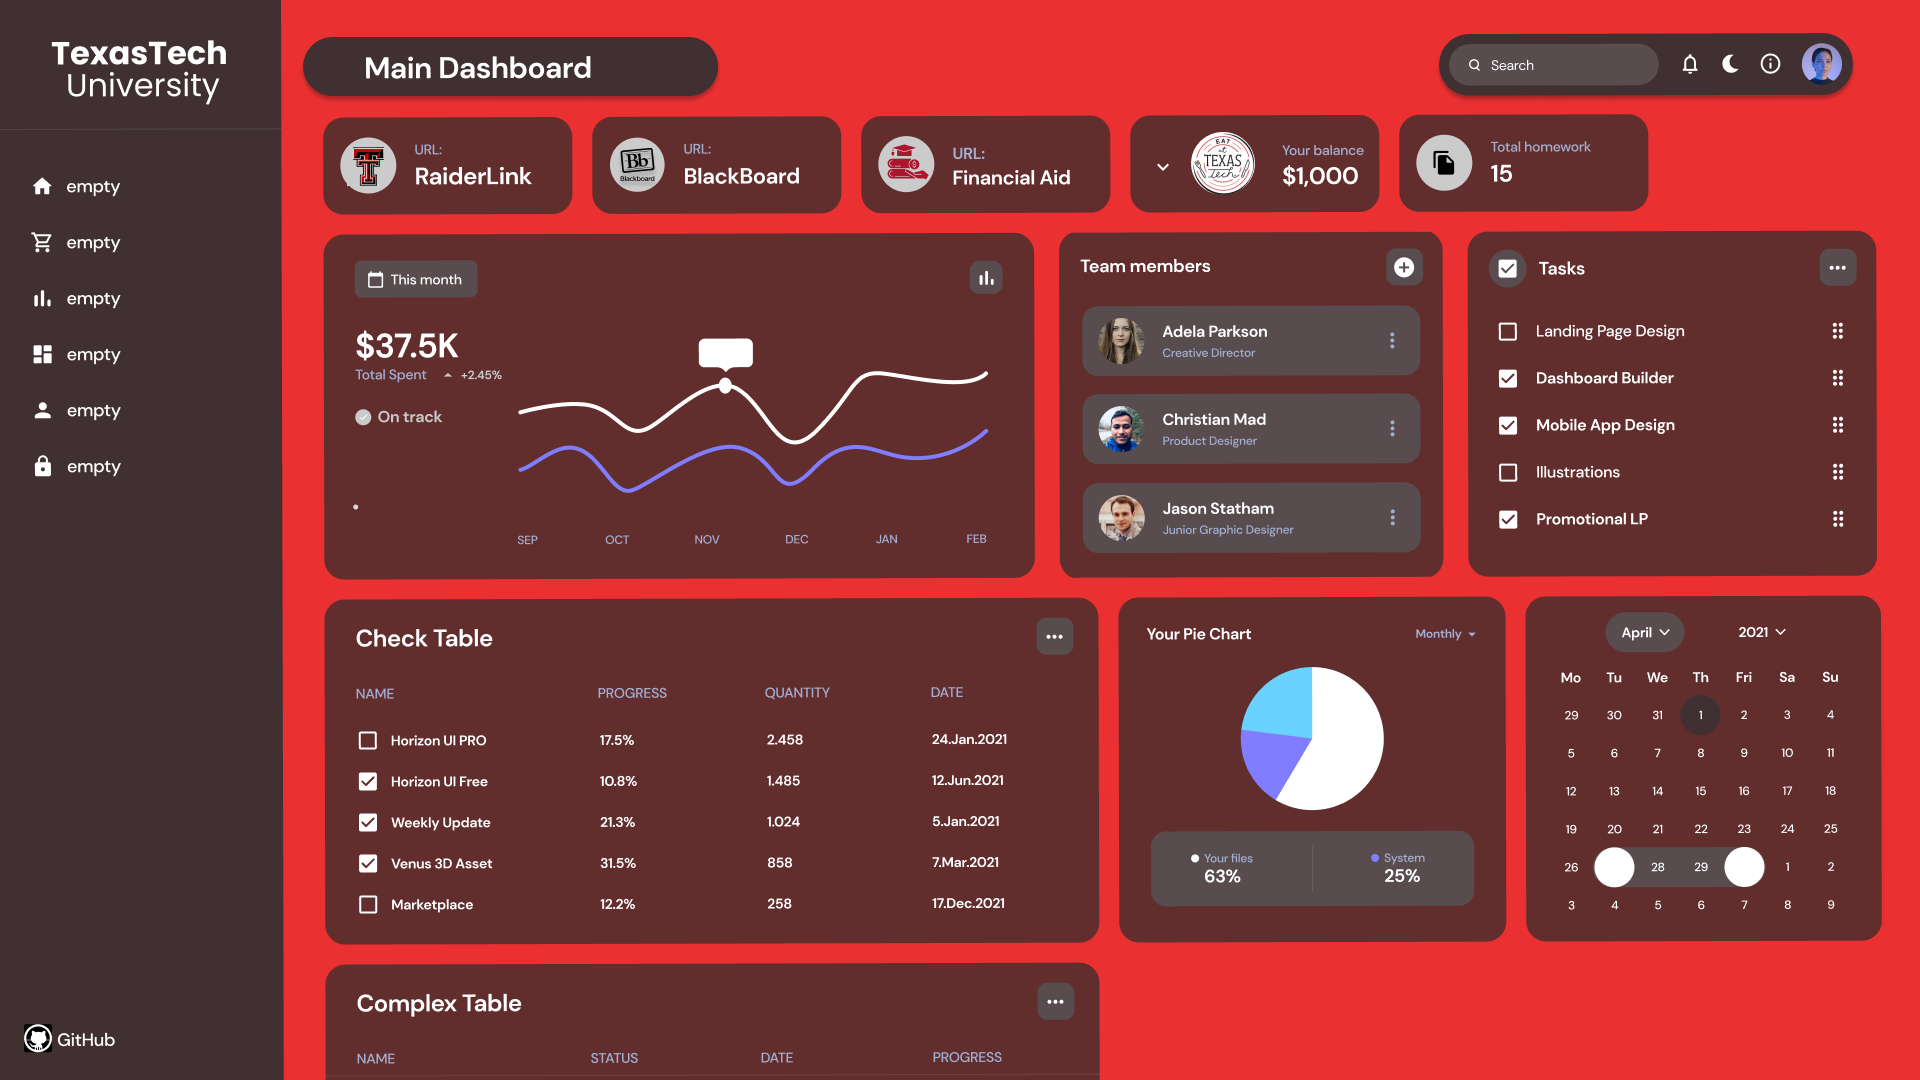 TexasTech
University
empty
empty
empty
empty
empty
empty
GitHub
Main Dashboard
Search
URL:
RaiderLink
Bb
Blackboard
URL:
BlackBoard
URL:
Financial Aid
EAT
at
TEXAS
tech
Your balance
$1,000
Total homework
15
This month
$37.5K
Total Spent +2.45%
On track
SEP OCT NOV DEC JAN FEB
Team members
Adela Parkson
Creative Director
Christian Mad
Product Designer
Jason Statham
Junior Graphic Designer
Tasks
Landing Page Design
Dashboard Builder
Mobile App Design
Illustrations
Promotional LP
Check Table
NAME PROGRESS QUANTITY DATE
Horizon UI PRO 17.5% 2.458 24.Jan.2021
Horizon UI Free 10.8% 1.485 12.Jun.2021
Weekly Update 21.3% 1.024 5.Jan.2021
Venus 3D Asset 31.5% 858 7.Mar.2021
Marketplace 12.2% 258 17.Dec.2021
Your Pie Chart Monthly
Your files System
63% 25%
April 2021
Mo Tu We Th Fri Sa Su
29 30 31 1 2 3 4
5 6 7 8 9 10 11
12 13 14 15 16 17 18
19 20 21 22 23 24 25
26 28 29 1 2
3 4 5 6 7 8 9
Complex Table
NAME STATUS DATE PROGRESS